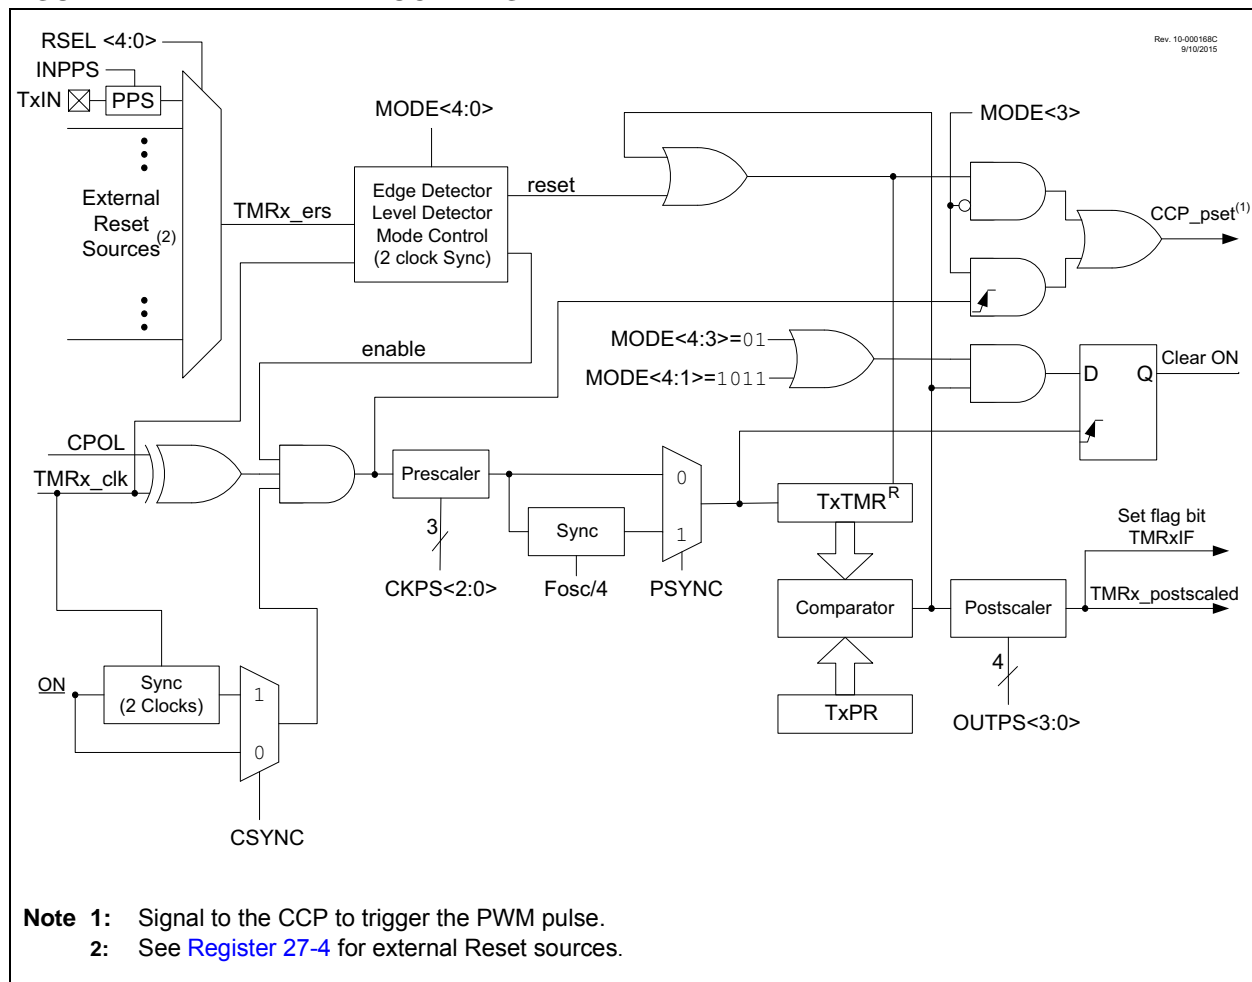 Rev. 10-000168C
9/10/2015
RSEL <4:0>
INPPS
TxIN
PPS
External
Reset
Sources(2)
TMRx_ers
MODE<4:0>
Edge Detector
Level Detector
Mode Control
(2 clock Sync)
reset
enable
MODE<3>
CCP_pset(1)
MODE<4:3>=01
MODE<4:1>=1011
D
Q
Clear ON
CPOL
TMRx_clk
Prescaler
3
CKPS<2:0>
Sync
Fosc/4
0
1
PSYNC
TxTMR
R
Comparator
TxPR
Postscaler
4
OUTPS<3:0>
Set flag bit
TMRxIF
TMRx_postscaled
ON
Sync
(2 Clocks)
1
0
CSYNC
Note 1: Signal to the CCP to trigger the PWM pulse.
2: See Register 27-4 for external Reset sources.